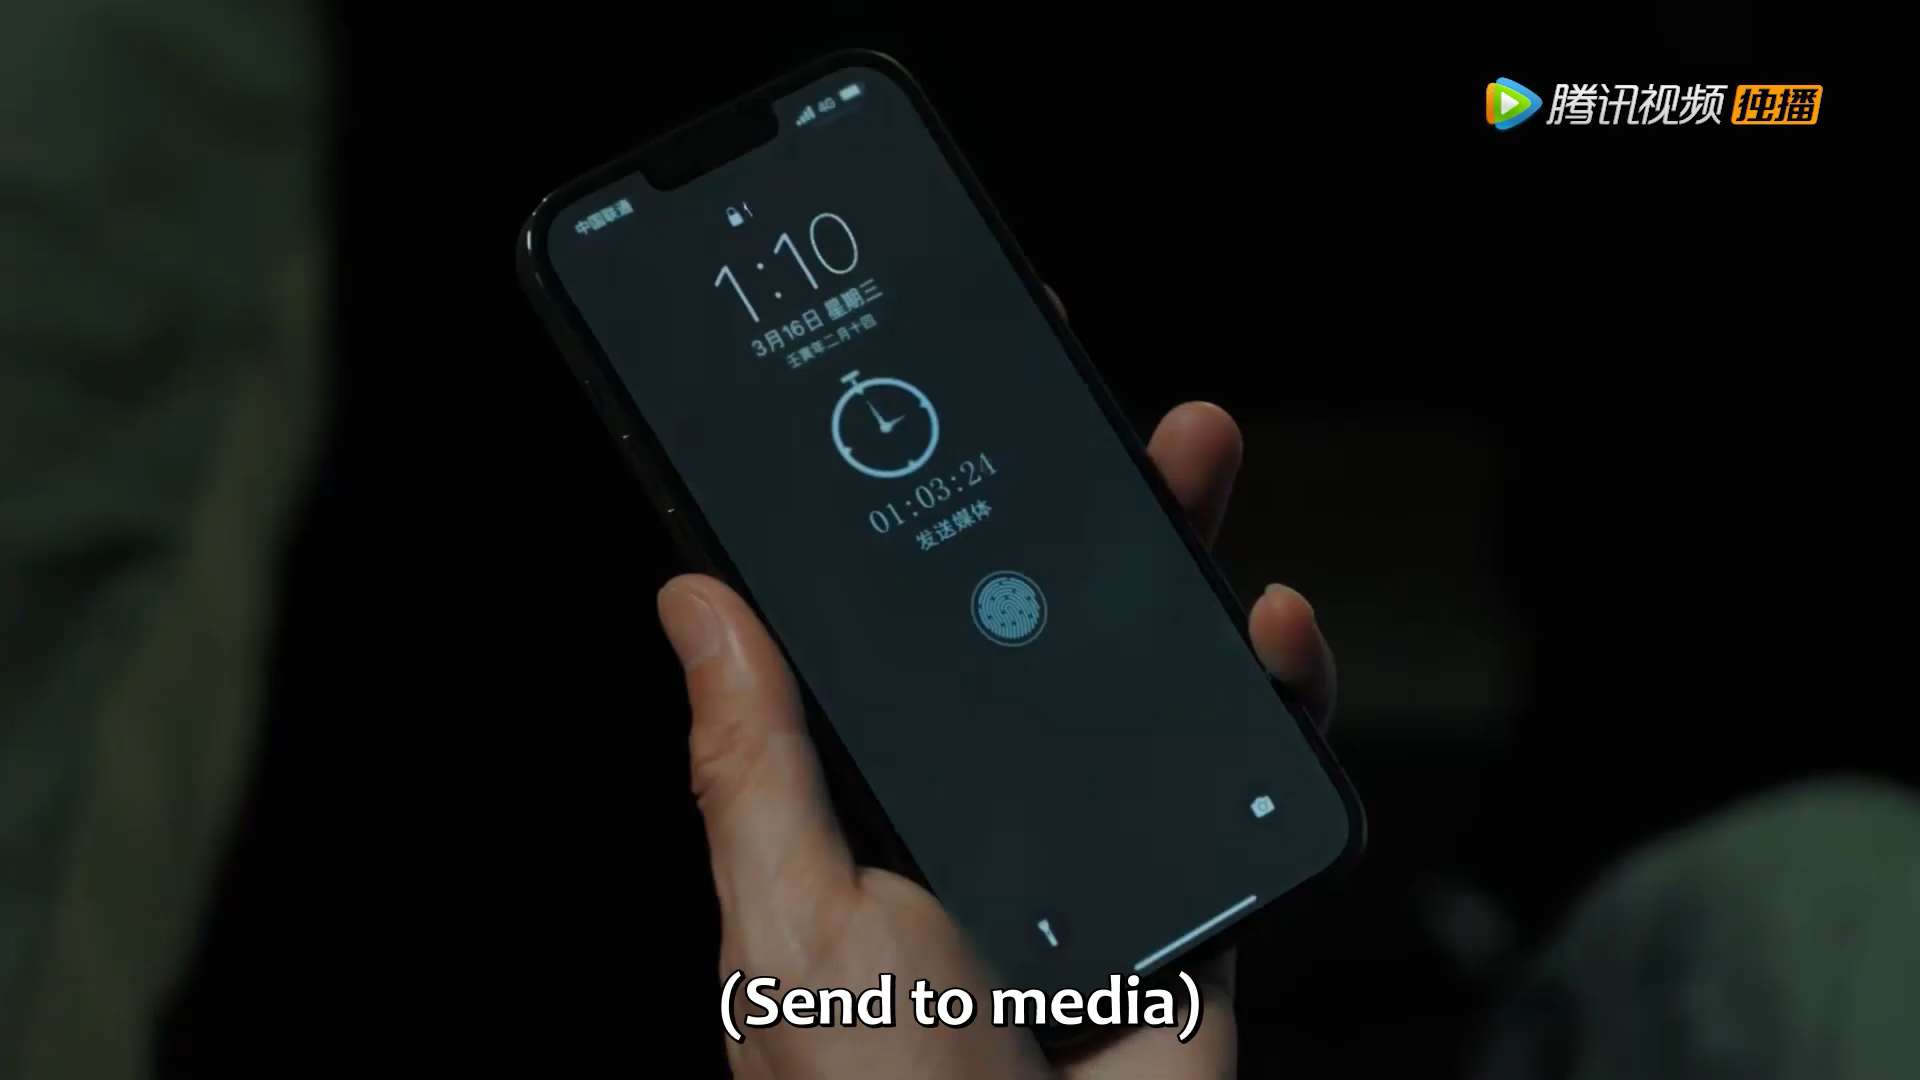 腾讯视频 独播
中国联通
4G
1:10
3月16日 星期三
壬寅年二月十四
01:03:24
发送媒体
(Send to media)